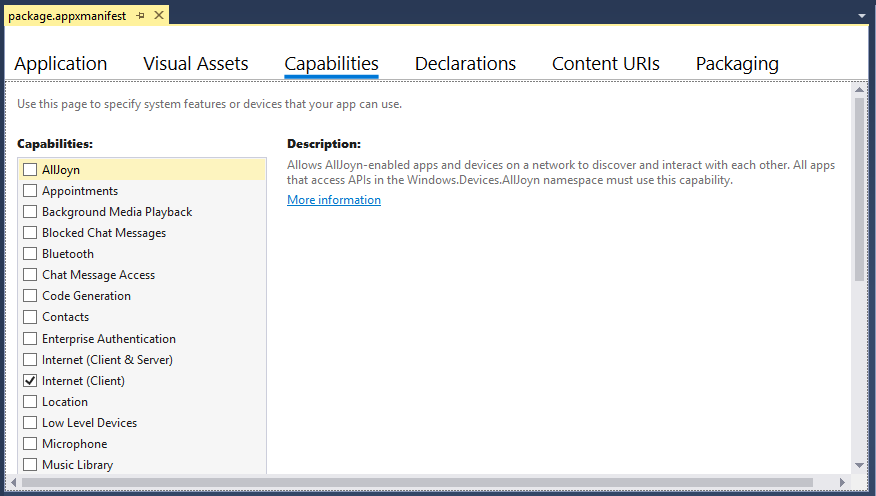 package.appxmanifest
Application Visual Assets Capabilities Declarations Content URIs Packaging
Use this page to specify system features or devices that your app can use.
Capabilities:
AllJoyn
Appointments
Background Media Playback
Blocked Chat Messages
Bluetooth
Chat Message Access
Code Generation
Contacts
Enterprise Authentication
Internet (Client & Server)
Internet (Client)
Location
Low Level Devices
Microphone
Music Library
Description:
Allows AllJoyn-enabled apps and devices on a network to discover and interact with each other. All apps
that access APIs in the Windows.Devices.AllJoyn namespace must use this capability.
More information